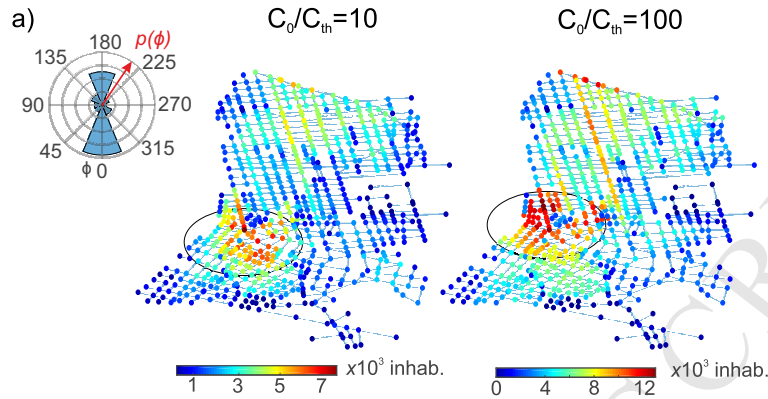 a)
C0/Cth=10
C0/Cth=100
180
p(ϕ)
135
225
90
270
45
315
ϕ 0
x10³ inhab.
1 3 5 7
x10³ inhab.
0 4 8 12
CCR